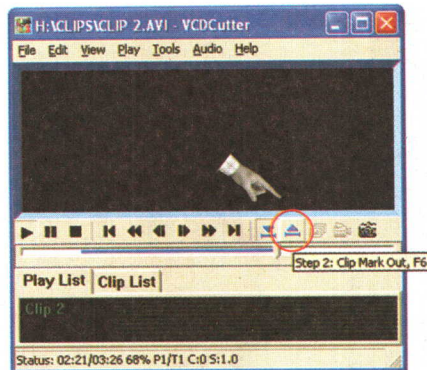 H:\CLIPS\CLIP 2.AVI - VCDCutter
File Edit View Play Tools Audio Help
Step 2: Clip Mark Out, F6
Play List Clip List
Clip 2
Status: 02:21/03:26 68% P1/T1 C:0 S:1.0